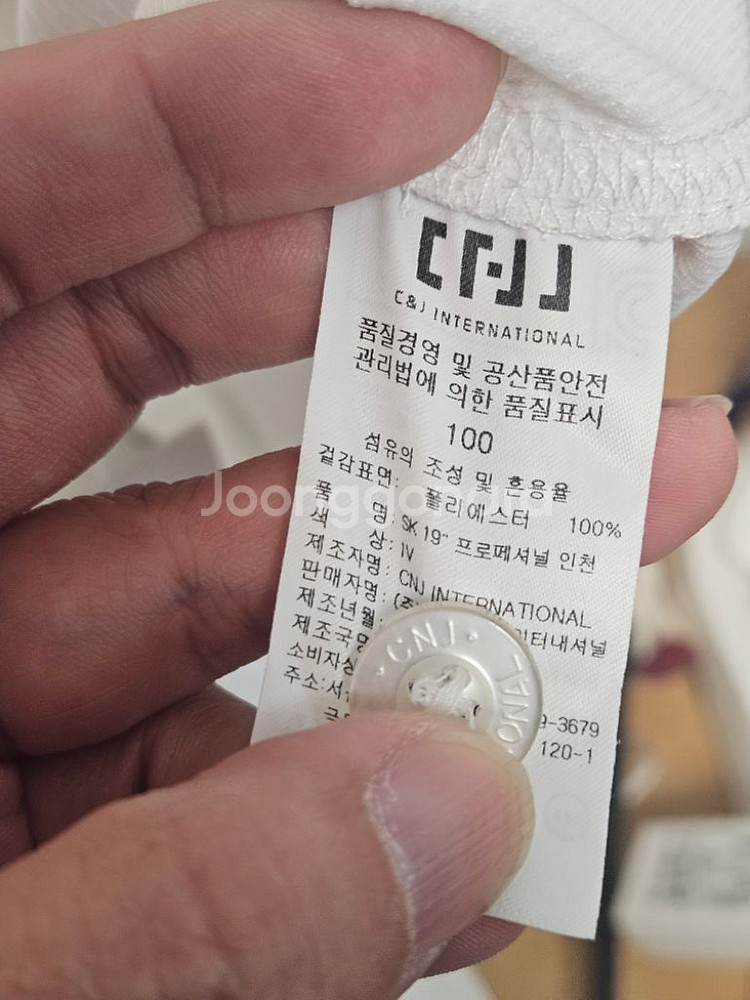 C&J INTERNATIONAL
품질경영 및 공산품안전
관리법에 의한 품질표시
100
섬유의 조성 및 혼용율
겉감표면: 폴리에스터 100%
품 명: SK 19" 프로페셔널 인천
색 상: IV
제조자명: CNJ INTERNATIONAL
판매자명: (주 터내셔널
제조년월:
제조국명
소비자상 9-3679
주소:서 120-1
CNJ
Joonggonara